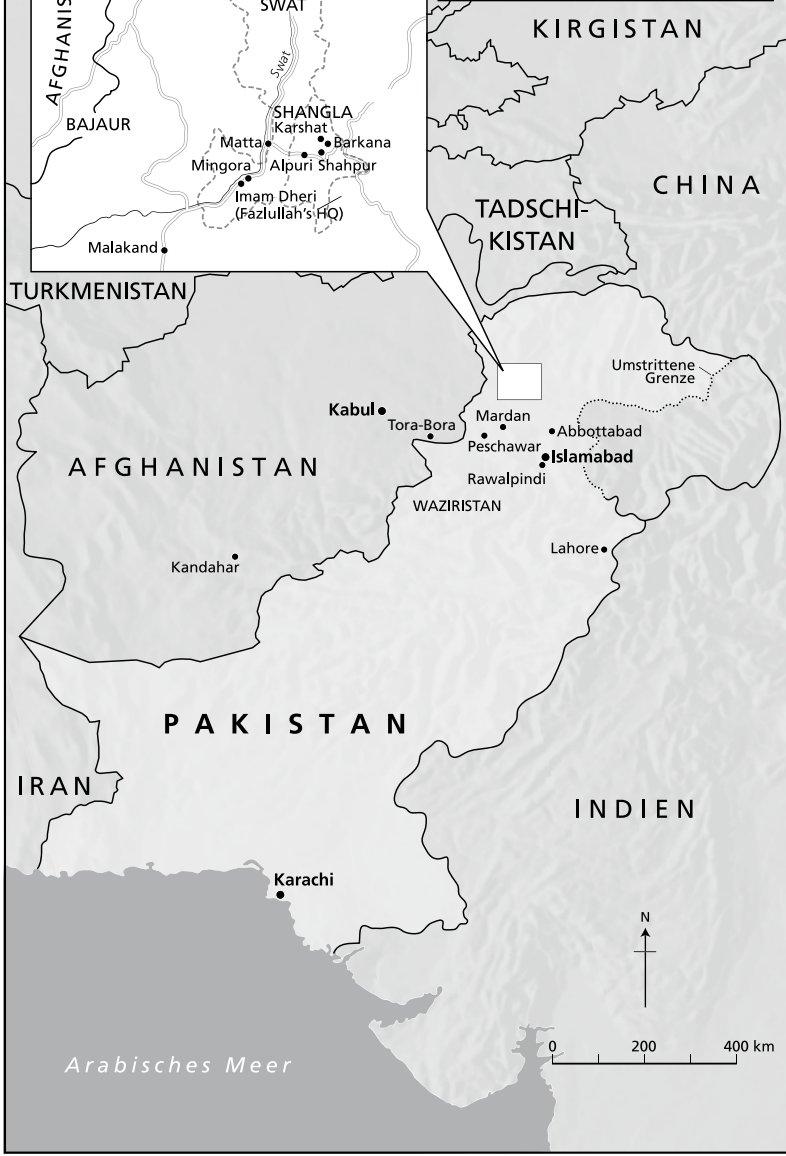 SWAT
AFGHANIS
Swat
BAJAUR
SHANGLA
Karshat
Matta
Barkana
Mingora
Alpuri Shahpur
Imam Dheri
(Fazlullah's HQ)
Malakand
KIRGISTAN
CHINA
TADSCHI-
KISTAN
TURKMENISTAN
Umstrittene
Grenze
Kabul
Tora-Bora
Mardan
Peschawar
Abbottabad
Islamabad
Rawalpindi
AFGHANISTAN
WAZIRISTAN
Lahore
Kandahar
PAKISTAN
IRAN
INDIEN
Karachi
N
Arabisches Meer
0 200 400 km